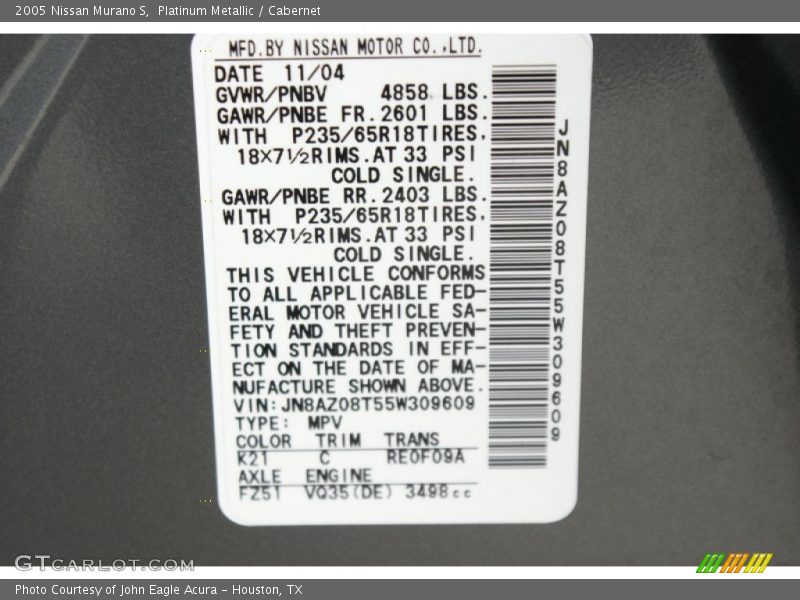 2005 Nissan Murano S, Platinum Metallic / Cabernet
MFD.BY NISSAN MOTOR CO.,LTD.
DATE 11/04
GVWR/PNBV 4858 LBS.
GAWR/PNBE FR.2601 LBS.
WITH P235/65R18TIRES.
18×7½RIMS.AT 33 PSI
COLD SINGLE.
GAWR/PNBE RR.2403 LBS.
WITH P235/65R18TIRES.
18×7½RIMS.AT 33 PSI
COLD SINGLE.
THIS VEHICLE CONFORMS
TO ALL APPLICABLE FED-
ERAL MOTOR VEHICLE SA-
FETY AND THEFT PREVEN-
TION STANDARDS IN EFF-
ECT ON THE DATE OF MA-
NUFACTURE SHOWN ABOVE.
VIN:JN8AZ08T55W309609
TYPE: MPV
COLOR TRIM TRANS
K21 C RE0F09A
AXLE ENGINE
FZ51 VQ35(DE) 3498cc
JN8AZ08T55W309609
GTCARLOT.COM
Photo Courtesy of John Eagle Acura - Houston, TX